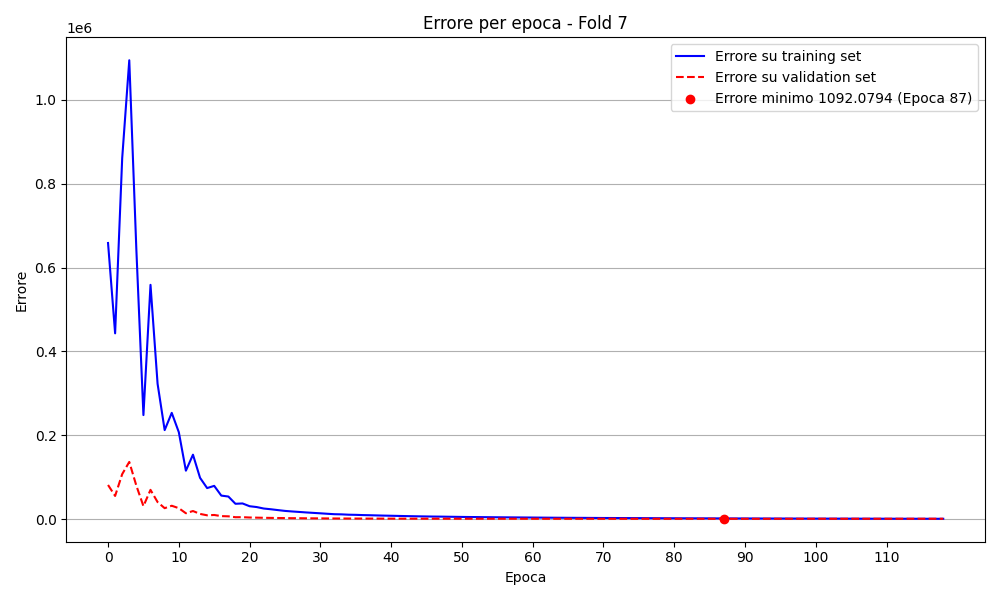 Errore per epoca - Fold 7
1e6
Errore su training set
Errore su validation set
Errore minimo 1092.0794 (Epoca 87)
1.0
0.8
0.6
0.4
0.2
0.0
Errore
0 10 20 30 40 50 60 70 80 90 100 110
Epoca